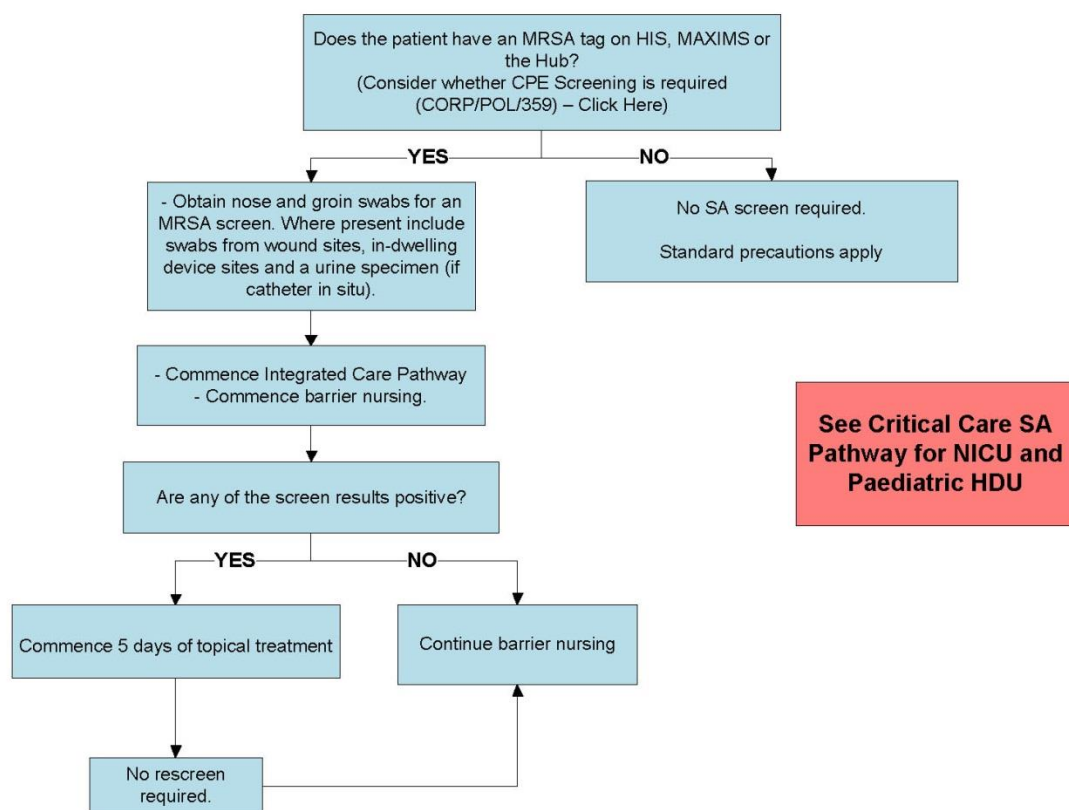 Does the patient have an MRSA tag on HIS, MAXIMS or
the Hub?
(Consider whether CPE Screening is required
(CORP/POL/359) – Click Here)
YES
NO
- Obtain nose and groin swabs for an
MRSA screen. Where present include
swabs from wound sites, in-dwelling
device sites and a urine specimen (if
catheter in situ).
No SA screen required.
Standard precautions apply
- Commence Integrated Care Pathway
- Commence barrier nursing.
See Critical Care SA
Pathway for NICU and
Paediatric HDU
Are any of the screen results positive?
YES
NO
Commence 5 days of topical treatment
Continue barrier nursing
No rescreen
required.